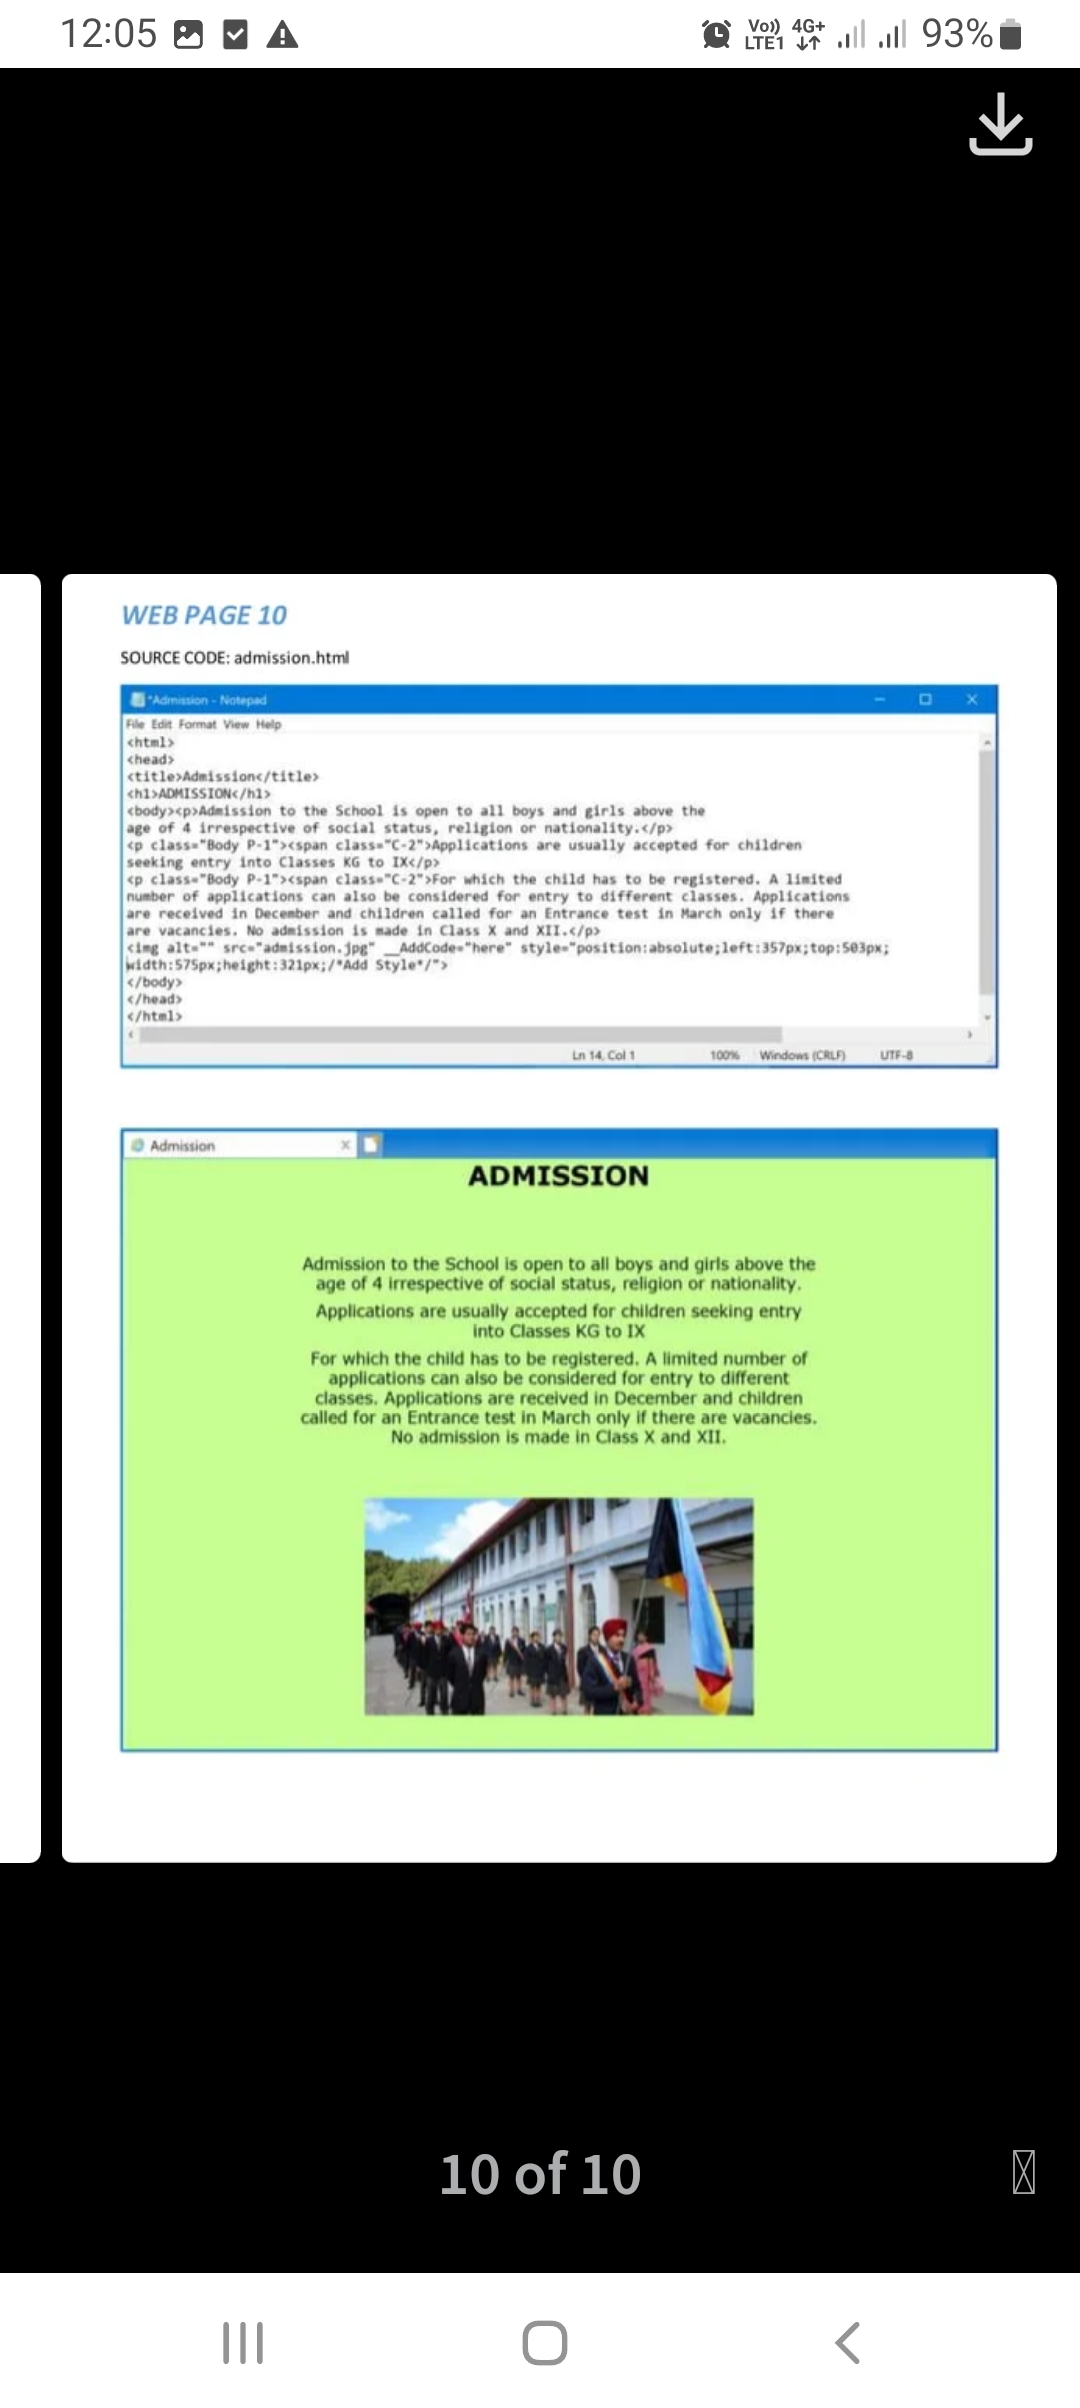 12:05
Vo)) LTE1 4G+ 93%
WEB PAGE 10
SOURCE CODE: admission.html
*Admission - Notepad
File Edit Format View Help
<html>
<head>
<title>Admission</title>
<h1>ADMISSION</h1>
<body><p>Admission to the School is open to all boys and girls above the
age of 4 irrespective of social status, religion or nationality.</p>
<p class="Body P-1"><span class="C-2">Applications are usually accepted for children
seeking entry into Classes KG to IX</p>
<p class="Body P-1"><span class="C-2">For which the child has to be registered. A limited
number of applications can also be considered for entry to different classes. Applications
are received in December and children called for an Entrance test in March only if there
are vacancies. No admission is made in Class X and XII.</p>
<img alt="" src="admission.jpg" __AddCode="here" style="position:absolute;left:357px;top:503px;
width:575px;height:321px;/*Add Style*/">
</body>
</head>
</html>
Ln 14, Col 1 100% Windows (CRLF) UTF-8
Admission
ADMISSION
Admission to the School is open to all boys and girls above the
age of 4 irrespective of social status, religion or nationality.
Applications are usually accepted for children seeking entry
into Classes KG to IX
For which the child has to be registered. A limited number of
applications can also be considered for entry to different
classes. Applications are received in December and children
called for an Entrance test in March only if there are vacancies.
No admission is made in Class X and XII.
10 of 10